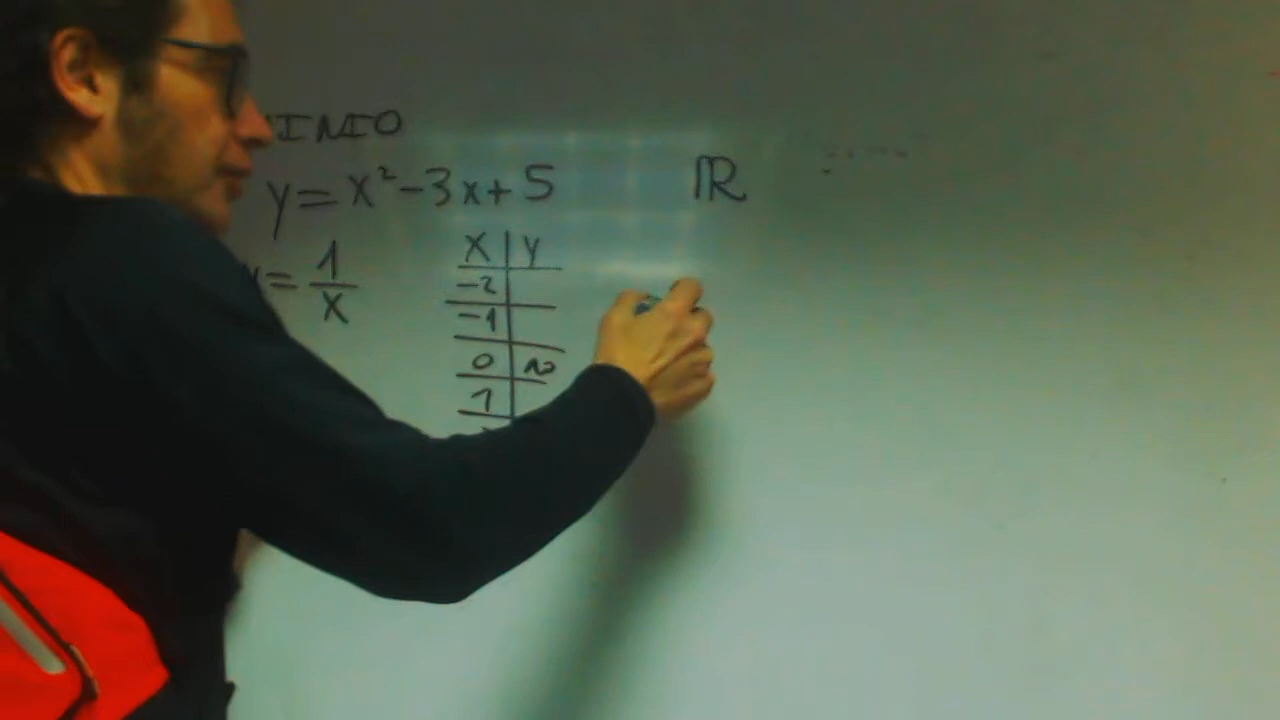 y=x²-3x+5 ℝ
= 1/x
x | y
-2
-1
0 | no
1